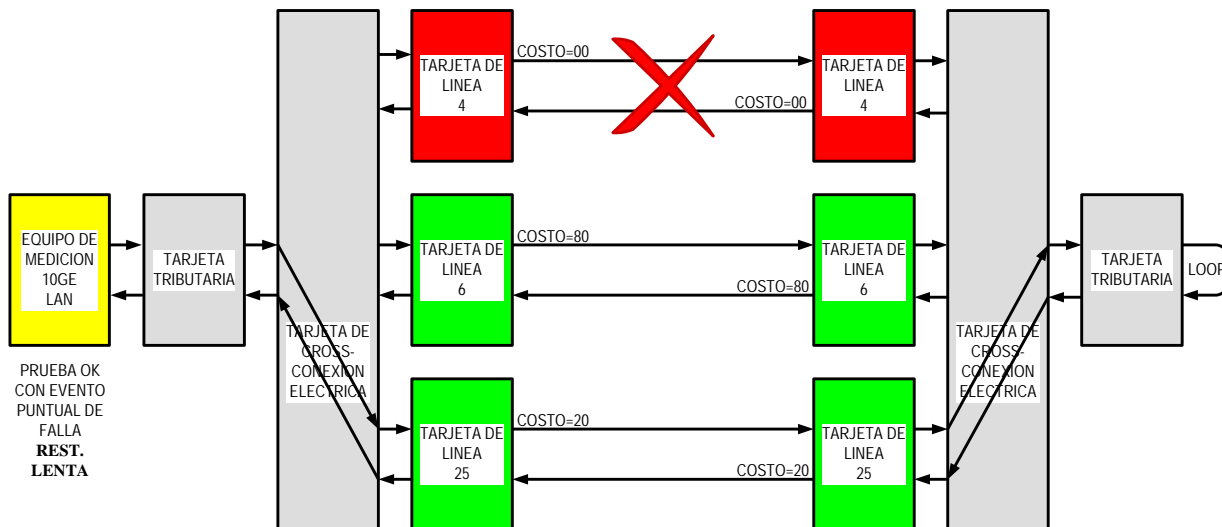 TARJETA DE
LINEA
4
COSTO=00
COSTO=00
TARJETA DE
LINEA
4
EQUIPO DE
MEDICION
10GE
LAN
TARJETA
TRIBUTARIA
TARJETA DE
CROSS-
CONEXION
ELECTRICA
TARJETA DE
LINEA
6
COSTO=80
COSTO=80
TARJETA DE
LINEA
6
TARJETA DE
CROSS-
CONEXION
ELECTRICA
TARJETA
TRIBUTARIA
LOOP
PRUEBA OK
CON EVENTO
PUNTUAL DE
FALLA
REST.
LENTA
TARJETA DE
LINEA
25
COSTO=20
COSTO=20
TARJETA DE
LINEA
25